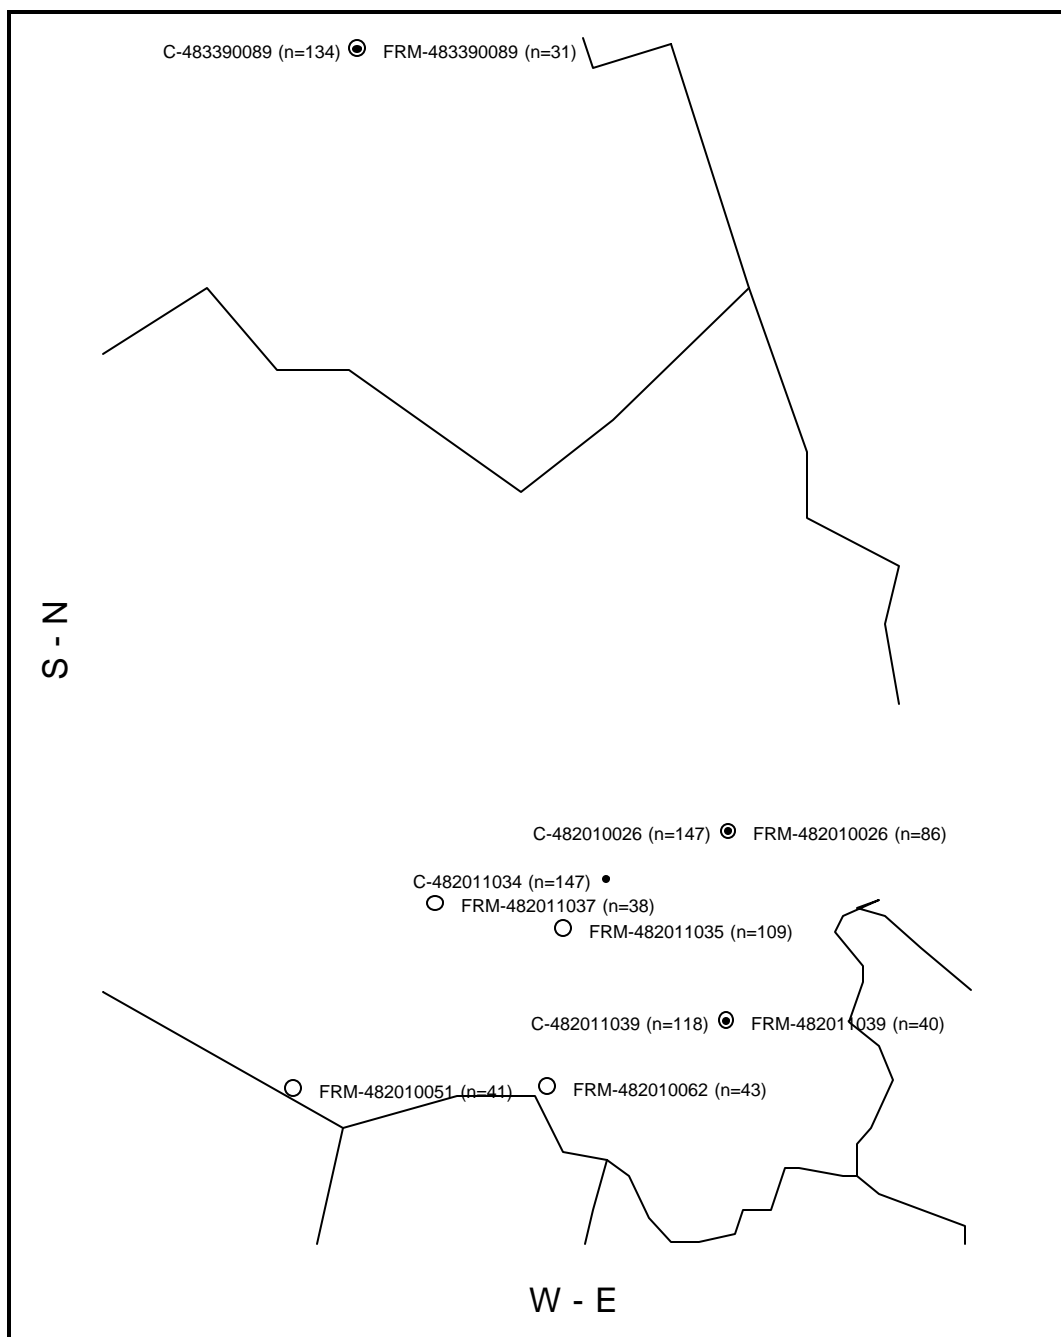 C-483390089 (n=134) FRM-483390089 (n=31)
S - N
C-482010026 (n=147) FRM-482010026 (n=86)
C-482011034 (n=147)
FRM-482011037 (n=38)
FRM-482011035 (n=109)
C-482011039 (n=118) FRM-482011039 (n=40)
FRM-482010051 (n=41) FRM-482010062 (n=43)
W - E